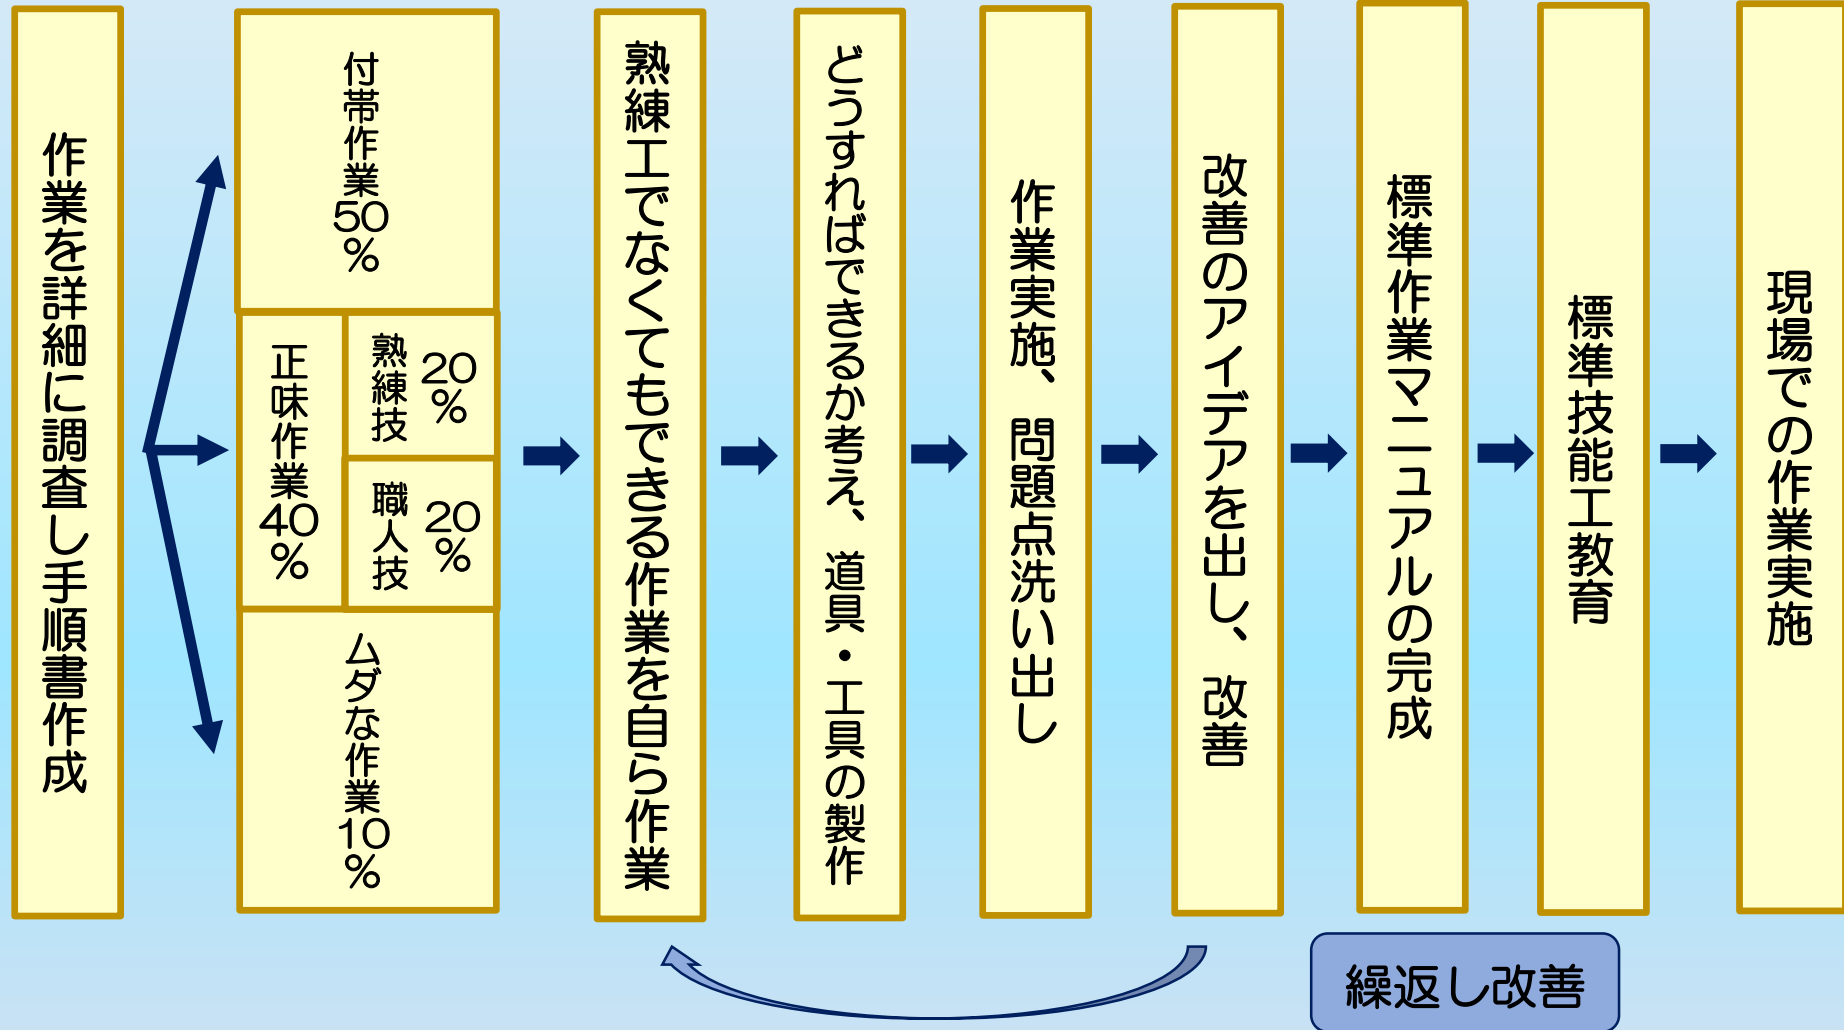 作業を詳細に調査し手順書作成
付帯作業50%
正味作業40%
熟練技
20%
職人技
20%
ムダな作業10%
熟練工でなくてもできる作業を自ら作業
どうすればできるか考え、道具・工具の製作
作業実施、問題点洗い出し
改善のアイデアを出し、改善
標準作業マニュアルの完成
標準技能工教育
現場での作業実施
繰返し改善